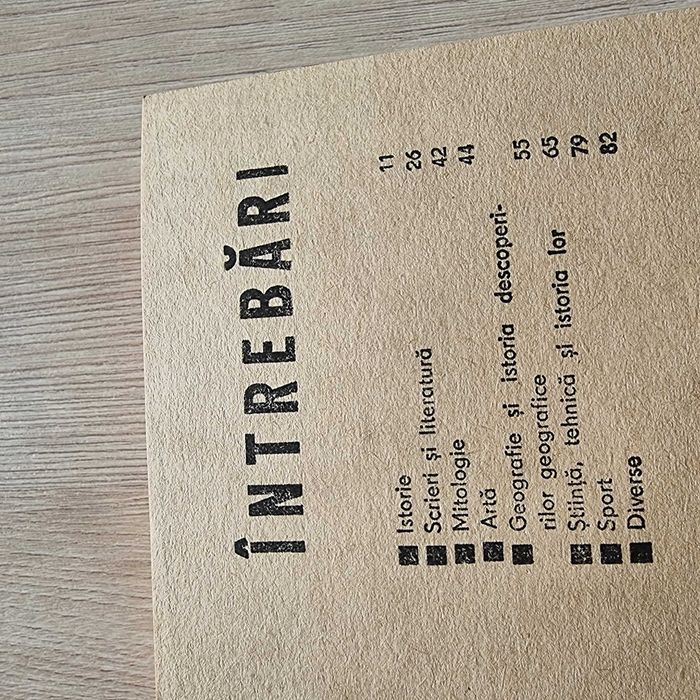 ÎNTREBĂRI
Istorie 11
Scrieri și literatură 26
Mitologie 42
Artă 44
Geografie și istoria descoperi-
rilor geografice 55
Știință, tehnică și istoria lor 65
Sport 79
Diverse 82